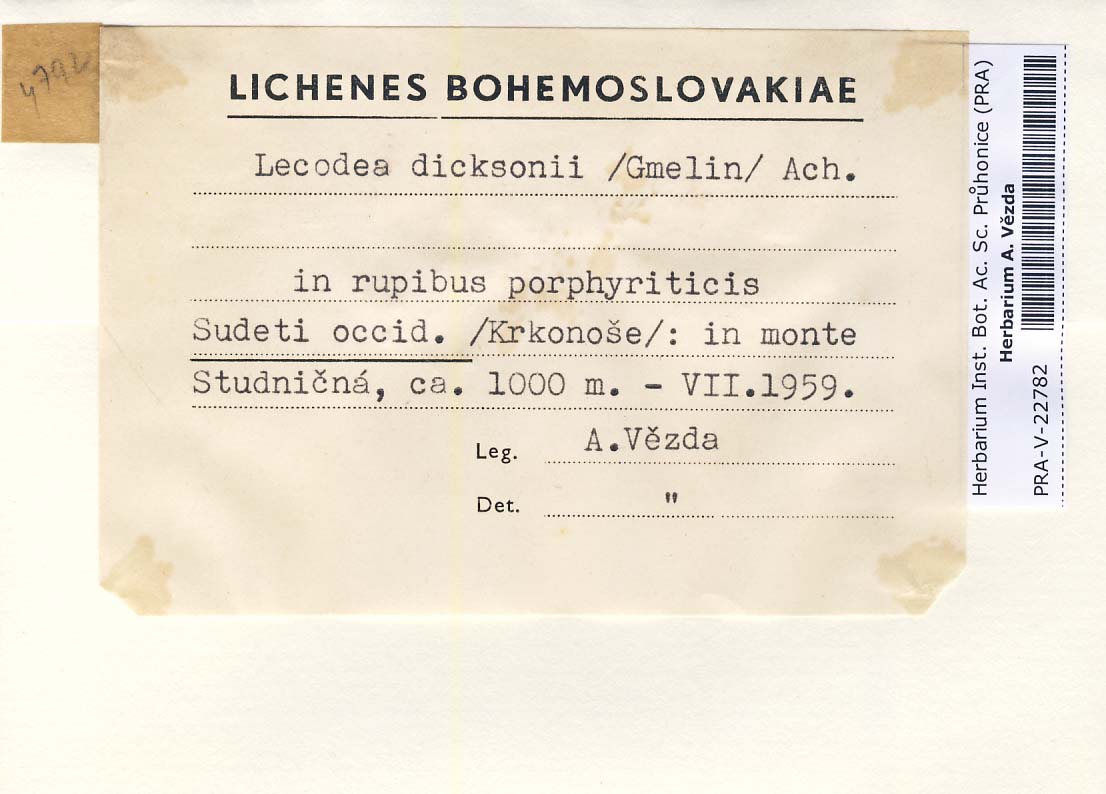 4792
LICHENES BOHEMOSLOVAKIAE
Lecodea dicksonii /Gmelin/ Ach.
in rupibus porphyriticis
Sudeti occid. /Krkonoše/: in monte
Studničná, ca. 1000 m. - VII.1959.
Leg. A.Vězda
Det. "
Herbarium Inst. Bot. Ac. Sc. Průhonice (PRA)
Herbarium A. Vězda
PRA-V-22782